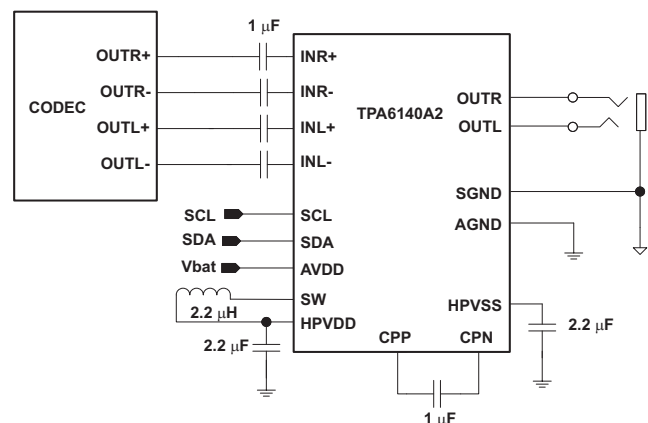 1 μF
OUTR+
INR+
OUTR-
INR-
CODEC
TPA6140A2
OUTR
OUTL+
INL+
OUTL
OUTL-
INL-
SGND
SCL
SCL
AGND
SDA
SDA
Vbat
AVDD
SW
HPVSS
2.2 μH
HPVDD
2.2 μF
2.2 μF
CPP
CPN
1 μF